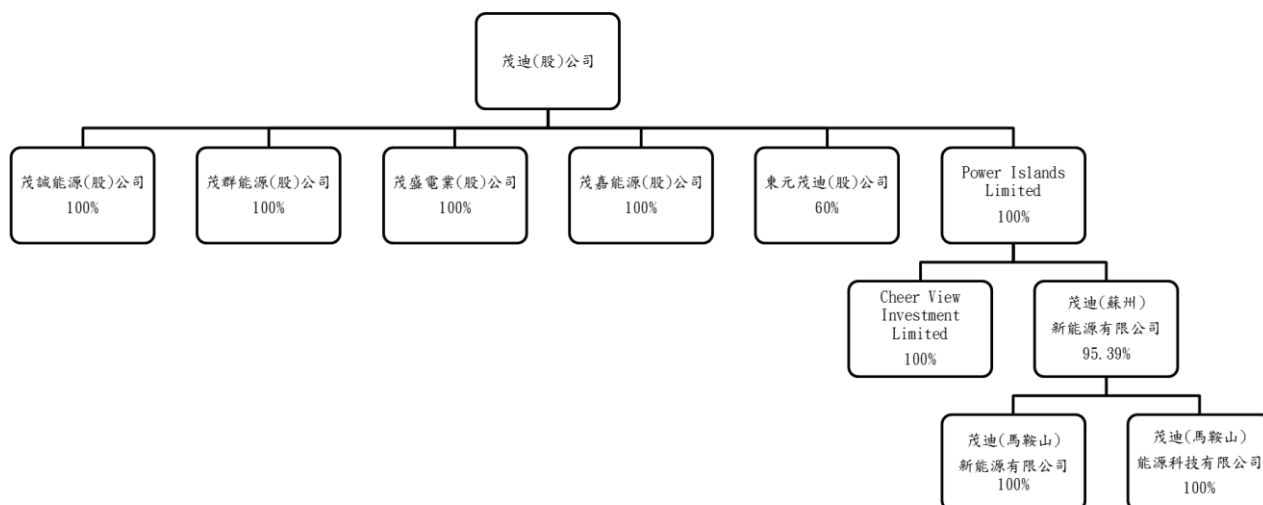 茂迪(股)公司
茂誠能源(股)公司
100%
茂群能源(股)公司
100%
茂盛電業(股)公司
100%
茂嘉能源(股)公司
100%
東元茂迪(股)公司
60%
Power Islands
Limited
100%
Cheer View
Investment
Limited
100%
茂迪(蘇州)
新能源有限公司
95.39%
茂迪(馬鞍山)
新能源有限公司
100%
茂迪(馬鞍山)
能源科技有限公司
100%